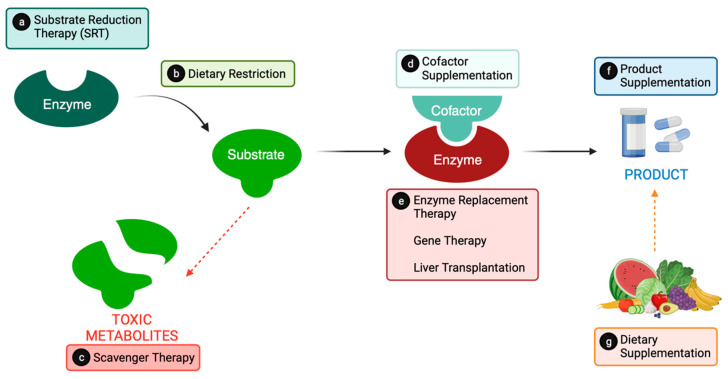 a Substrate Reduction
Therapy (SRT)
Enzyme
b Dietary Restriction
Substrate
TOXIC
METABOLITES
c Scavenger Therapy
d Cofactor
Supplementation
Cofactor
Enzyme
e Enzyme Replacement
Therapy
Gene Therapy
Liver Transplantation
f Product
Supplementation
PRODUCT
g Dietary
Supplementation